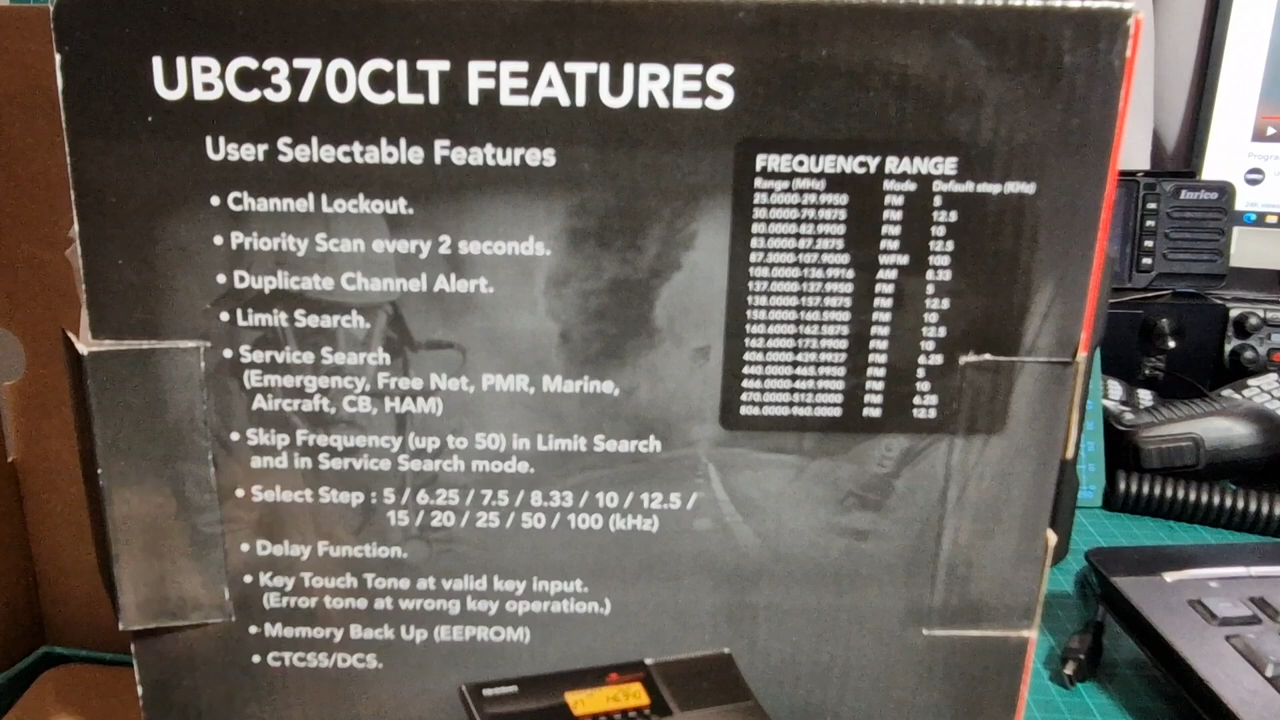 UBC370CLT FEATURES
User Selectable Features
• Channel Lockout.
• Priority Scan every 2 seconds.
• Duplicate Channel Alert.
• Limit Search.
• Service Search
(Emergency, Free Net, PMR, Marine,
Aircraft, CB, HAM)
• Skip Frequency (up to 50) in Limit Search
and in Service Search mode.
• Select Step : 5 / 6.25 / 7.5 / 8.33 / 10 / 12.5 /
15 / 20 / 25 / 50 / 100 (kHz)
• Delay Function.
• Key Touch Tone at valid key input.
(Error tone at wrong key operation.)
• Memory Back Up (EEPROM)
• CTCSS/DCS.
FREQUENCY RANGE
Range (MHz) Mode Default step (KHz)
25.0000-29.9950 FM 5
30.0000-79.9875 FM 12.5
80.0000-82.9900 FM 10
83.0000-87.2875 FM 12.5
87.3000-107.9000 WFM 100
108.0000-136.9916 AM 8.33
137.0000-137.9950 FM 5
138.0000-157.9875 FM 12.5
158.0000-160.5900 FM 10
160.6000-162.5875 FM 12.5
162.6000-173.9900 FM 10
406.0000-439.9937 FM 6.25
440.0000-465.9950 FM 5
466.0000-469.9900 FM 10
470.0000-512.0000 FM 6.25
806.0000-960.0000 FM 12.5
Inrico